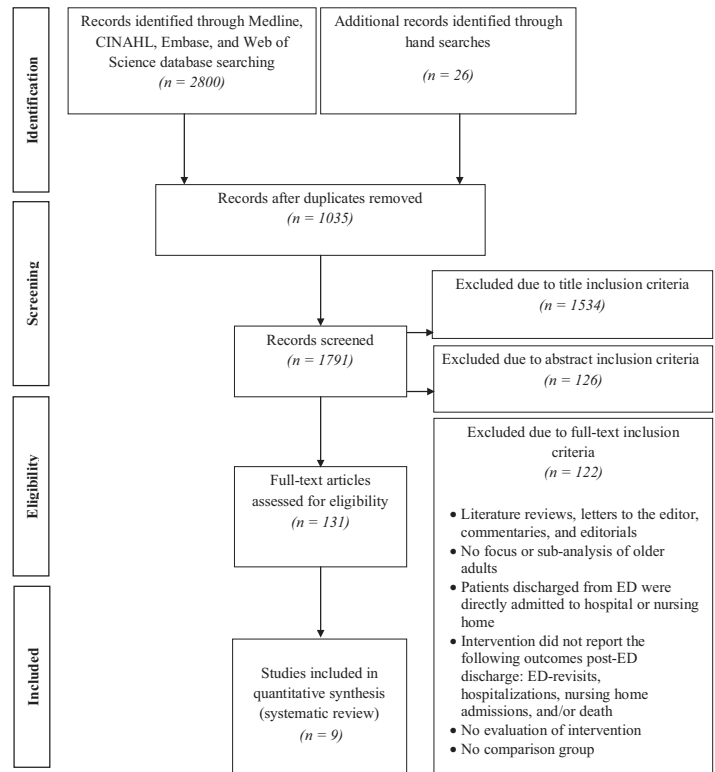 Identification
Records identified through Medline,
CINAHL, Embase, and Web of
Science database searching
(n = 2800)
Additional records identified through
hand searches
(n = 26)
Records after duplicates removed
(n = 1035)
Screening
Records screened
(n = 1791)
Excluded due to title inclusion criteria
(n = 1534)
Excluded due to abstract inclusion criteria
(n = 126)
Eligibility
Full-text articles
assessed for eligibility
(n = 131)
Excluded due to full-text inclusion
criteria
(n = 122)
• Literature reviews, letters to the editor,
commentaries, and editorials
• No focus or sub-analysis of older
adults
• Patients discharged from ED were
directly admitted to hospital or nursing
home
• Intervention did not report the
following outcomes post-ED
discharge: ED-revisits,
hospitalizations, nursing home
admissions, and/or death
• No evaluation of intervention
• No comparison group
Included
Studies included in
quantitative synthesis
(systematic review)
(n = 9)